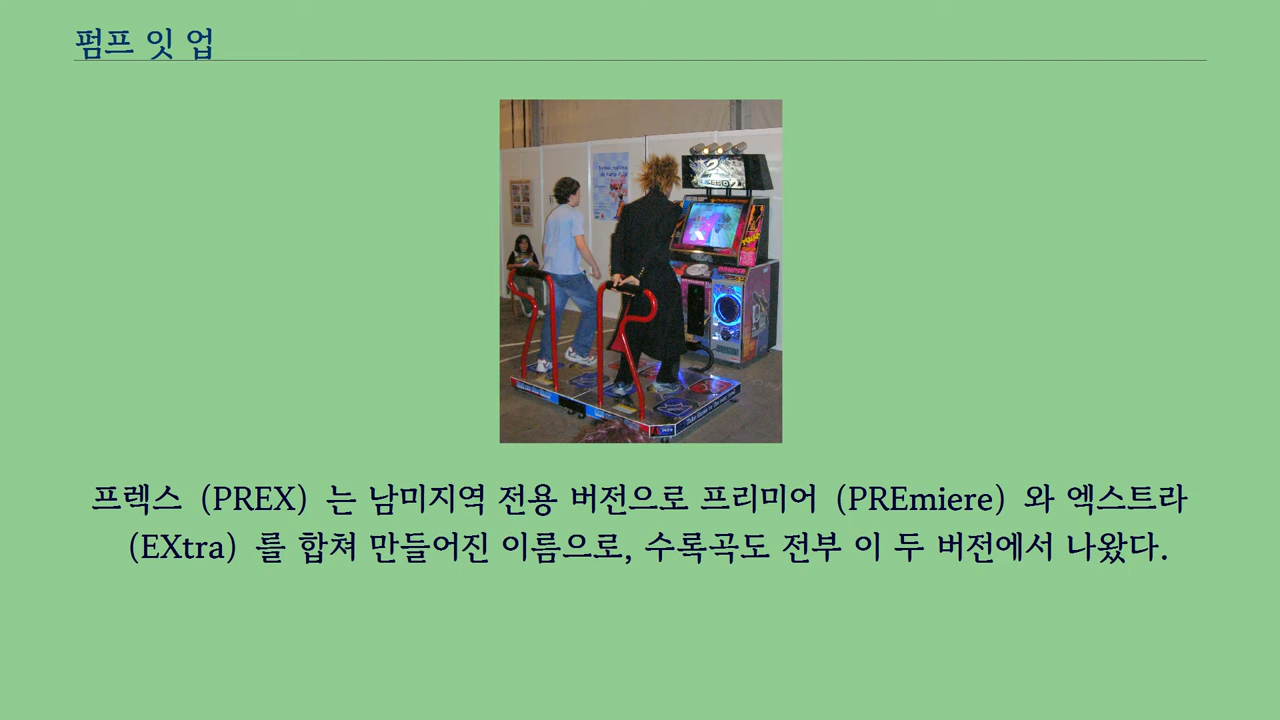 펌프 잇 업
프렉스 (PREX) 는 남미지역 전용 버전으로 프리미어 (PREmiere) 와 엑스트라
(EXtra) 를 합쳐 만들어진 이름으로, 수록곡도 전부 이 두 버전에서 나왔다.